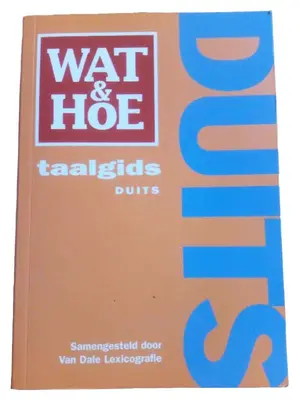 WAT
&
HOE
taalgids
DUITS
DUITS
Samengesteld door
Van Dale Lexicografie